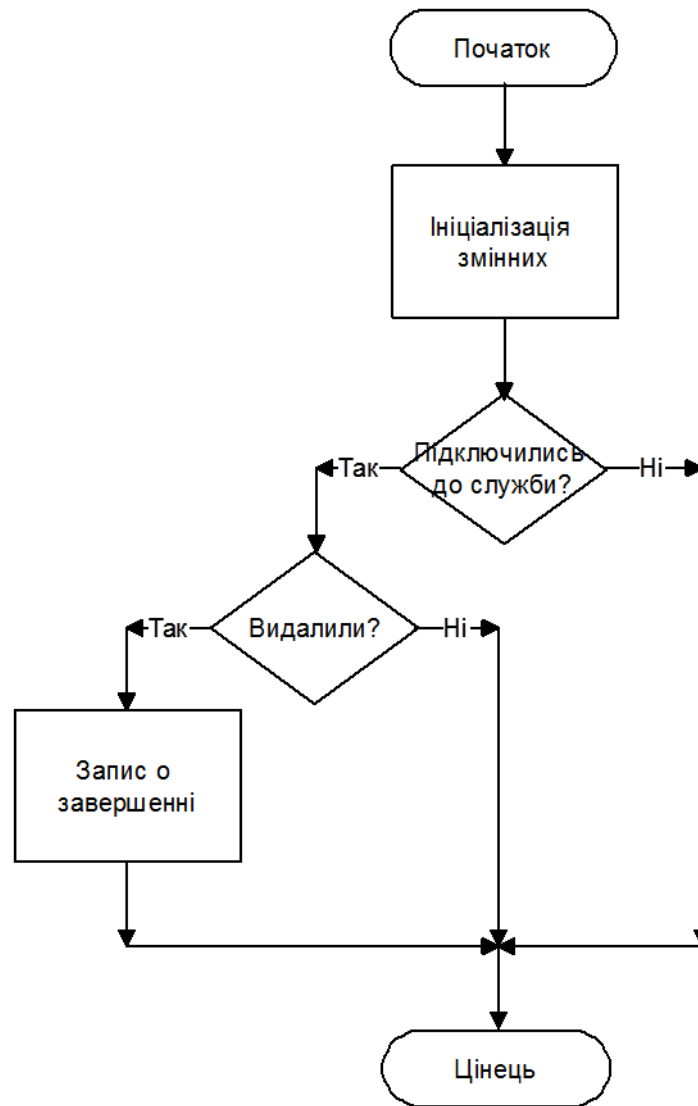 Початок
Ініціалізація
змінних
Підключились
до служби?
Так
Ні
Видалили?
Так
Ні
Запис о
завершенні
Цінець